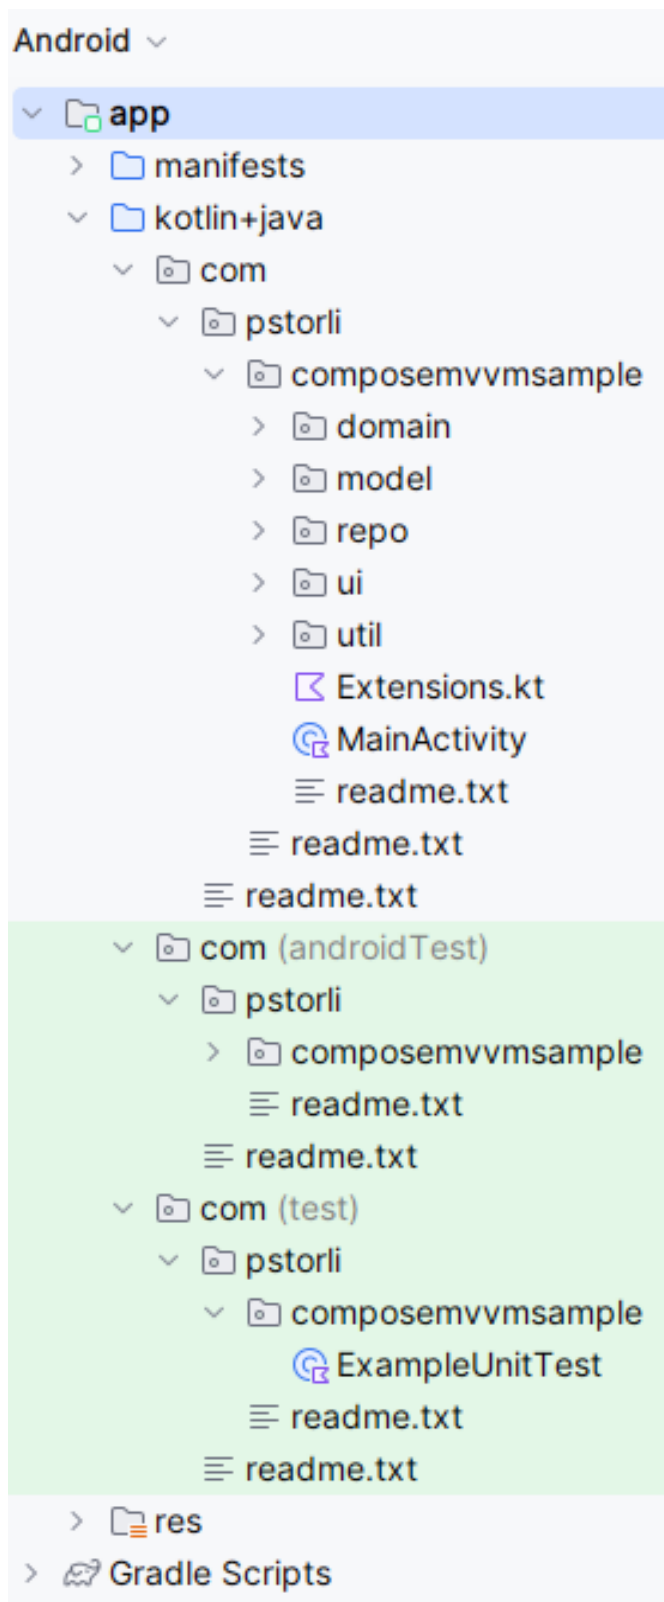 Android
app
manifests
kotlin+java
com
pstorli
composemvvmsample
domain
model
repo
ui
util
Extensions.kt
MainActivity
readme.txt
readme.txt
readme.txt
com (androidTest)
pstorli
composemvvmsample
readme.txt
readme.txt
com (test)
pstorli
composemvvmsample
ExampleUnitTest
readme.txt
readme.txt
res
Gradle Scripts